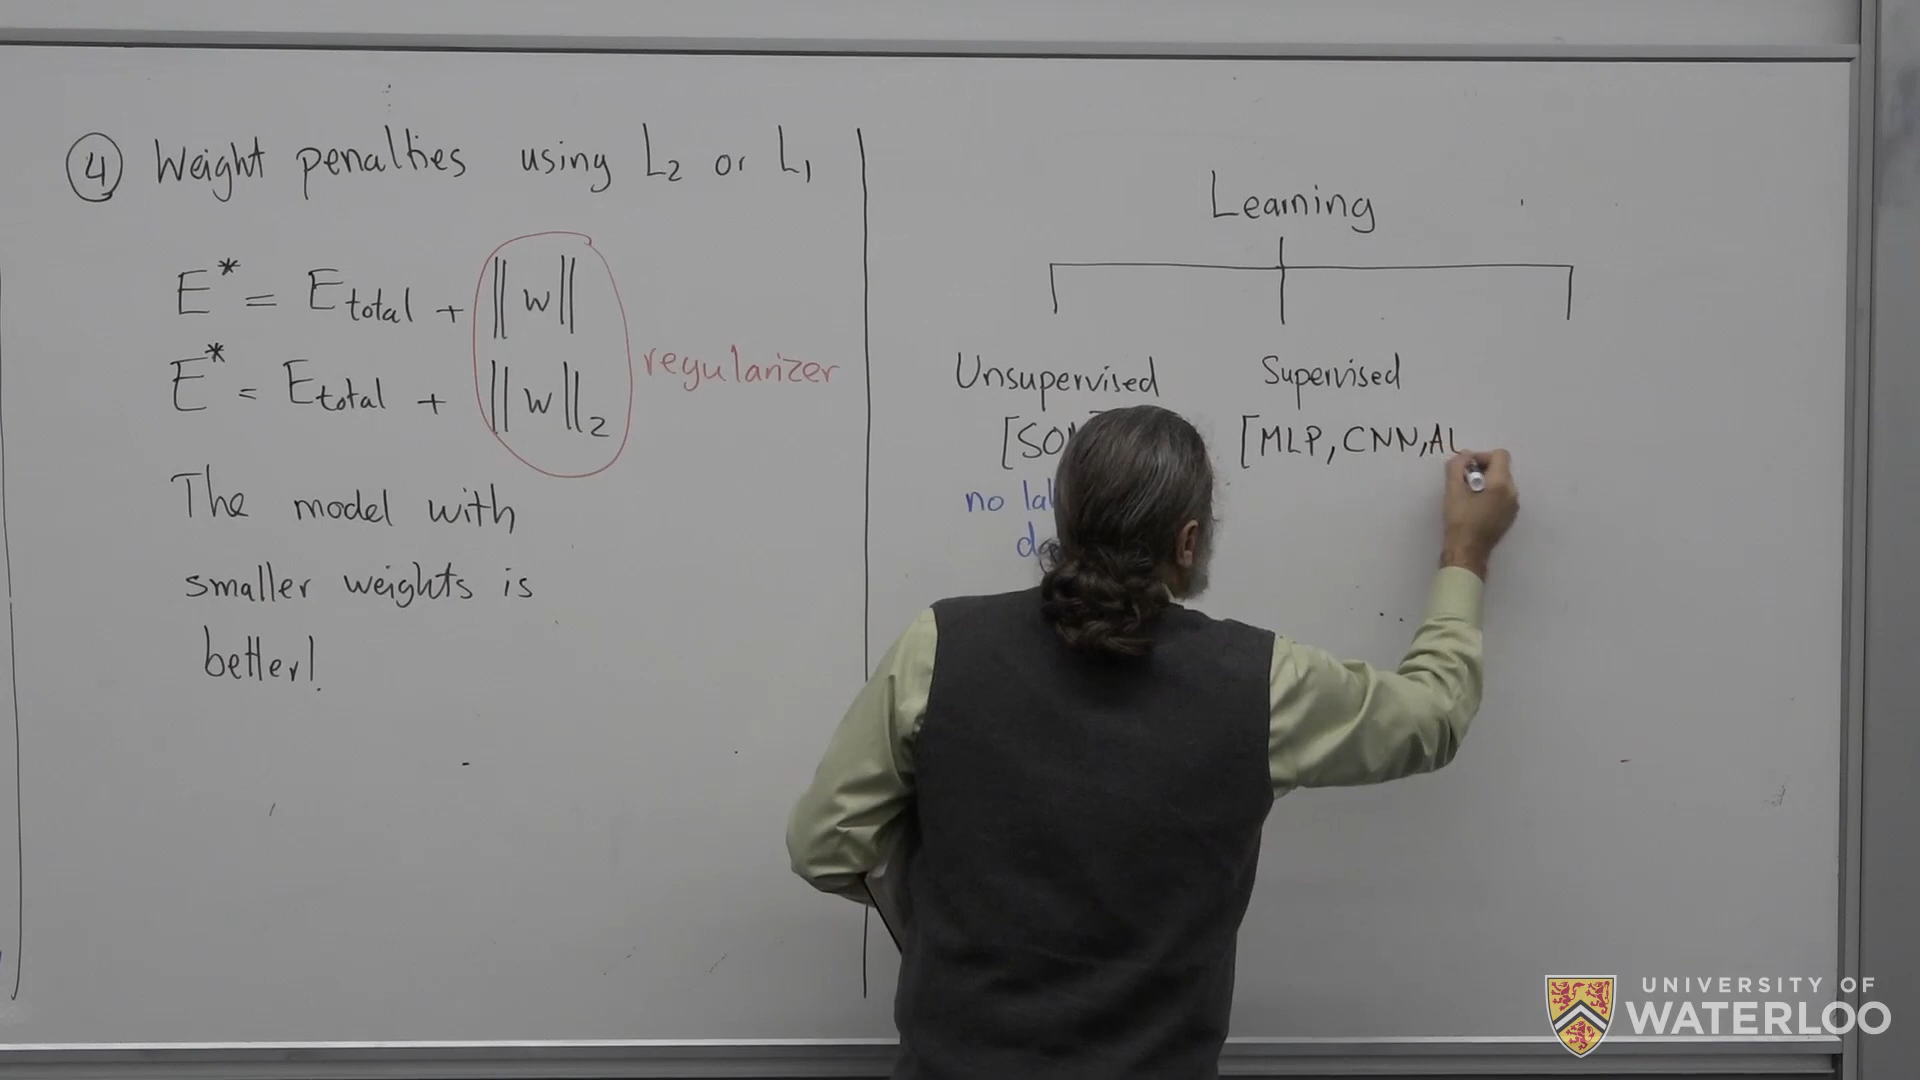 ④ Weight penalties using L₂ or L₁
E* = Etotal + ||w||
E* = Etotal + ||w||₂
regularizer
The model with
smaller weights is
better!
Learning
Unsupervised
[SO
no
Supervised
[MLP, CNN, A
UNIVERSITY OF
WATERLOO